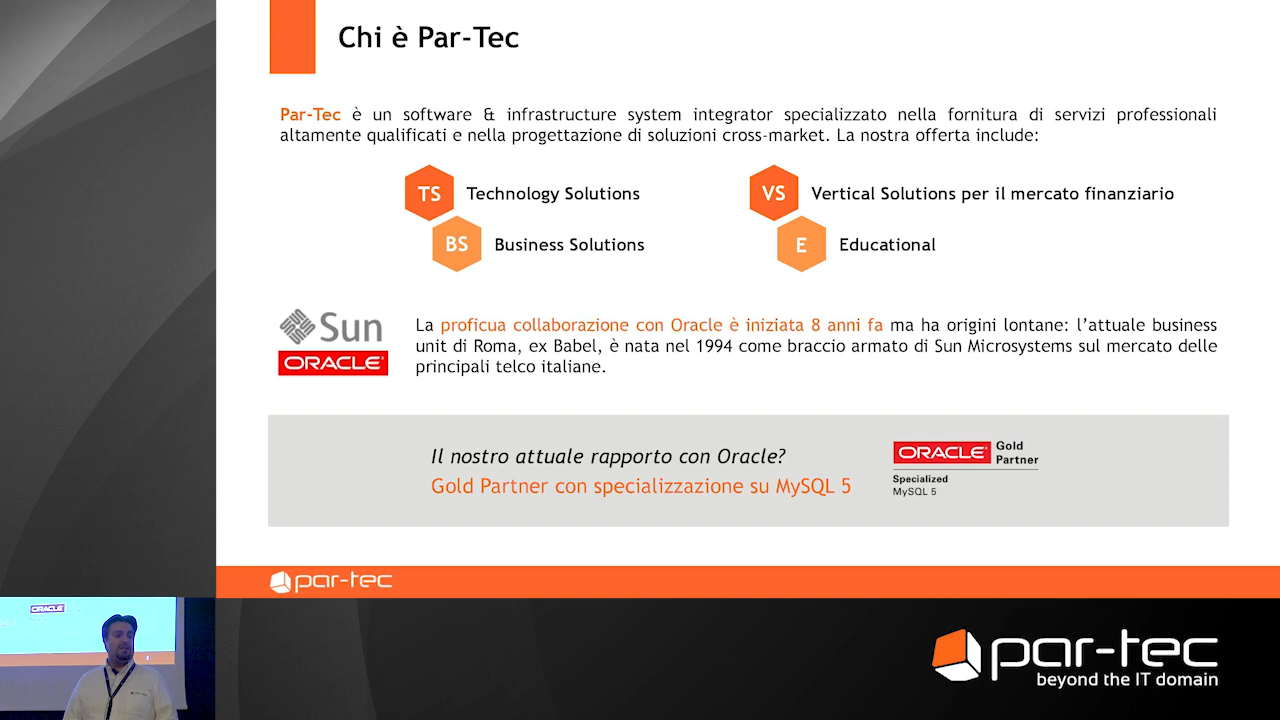 Chi è Par-Tec
Par-Tec è un software & infrastructure system integrator specializzato nella fornitura di servizi professionali
altamente qualificati e nella progettazione di soluzioni cross-market. La nostra offerta include:
TS Technology Solutions
VS Vertical Solutions per il mercato finanziario
BS Business Solutions
E Educational
Sun
ORACLE
La proficua collaborazione con Oracle è iniziata 8 anni fa ma ha origini lontane: l’attuale business
unit di Roma, ex Babel, è nata nel 1994 come braccio armato di Sun Microsystems sul mercato delle
principali telco italiane.
Il nostro attuale rapporto con Oracle?
Gold Partner con specializzazione su MySQL 5
ORACLE Gold
Partner
Specialized
MySQL 5
par-tec
ORACLE
par-tec
beyond the IT domain